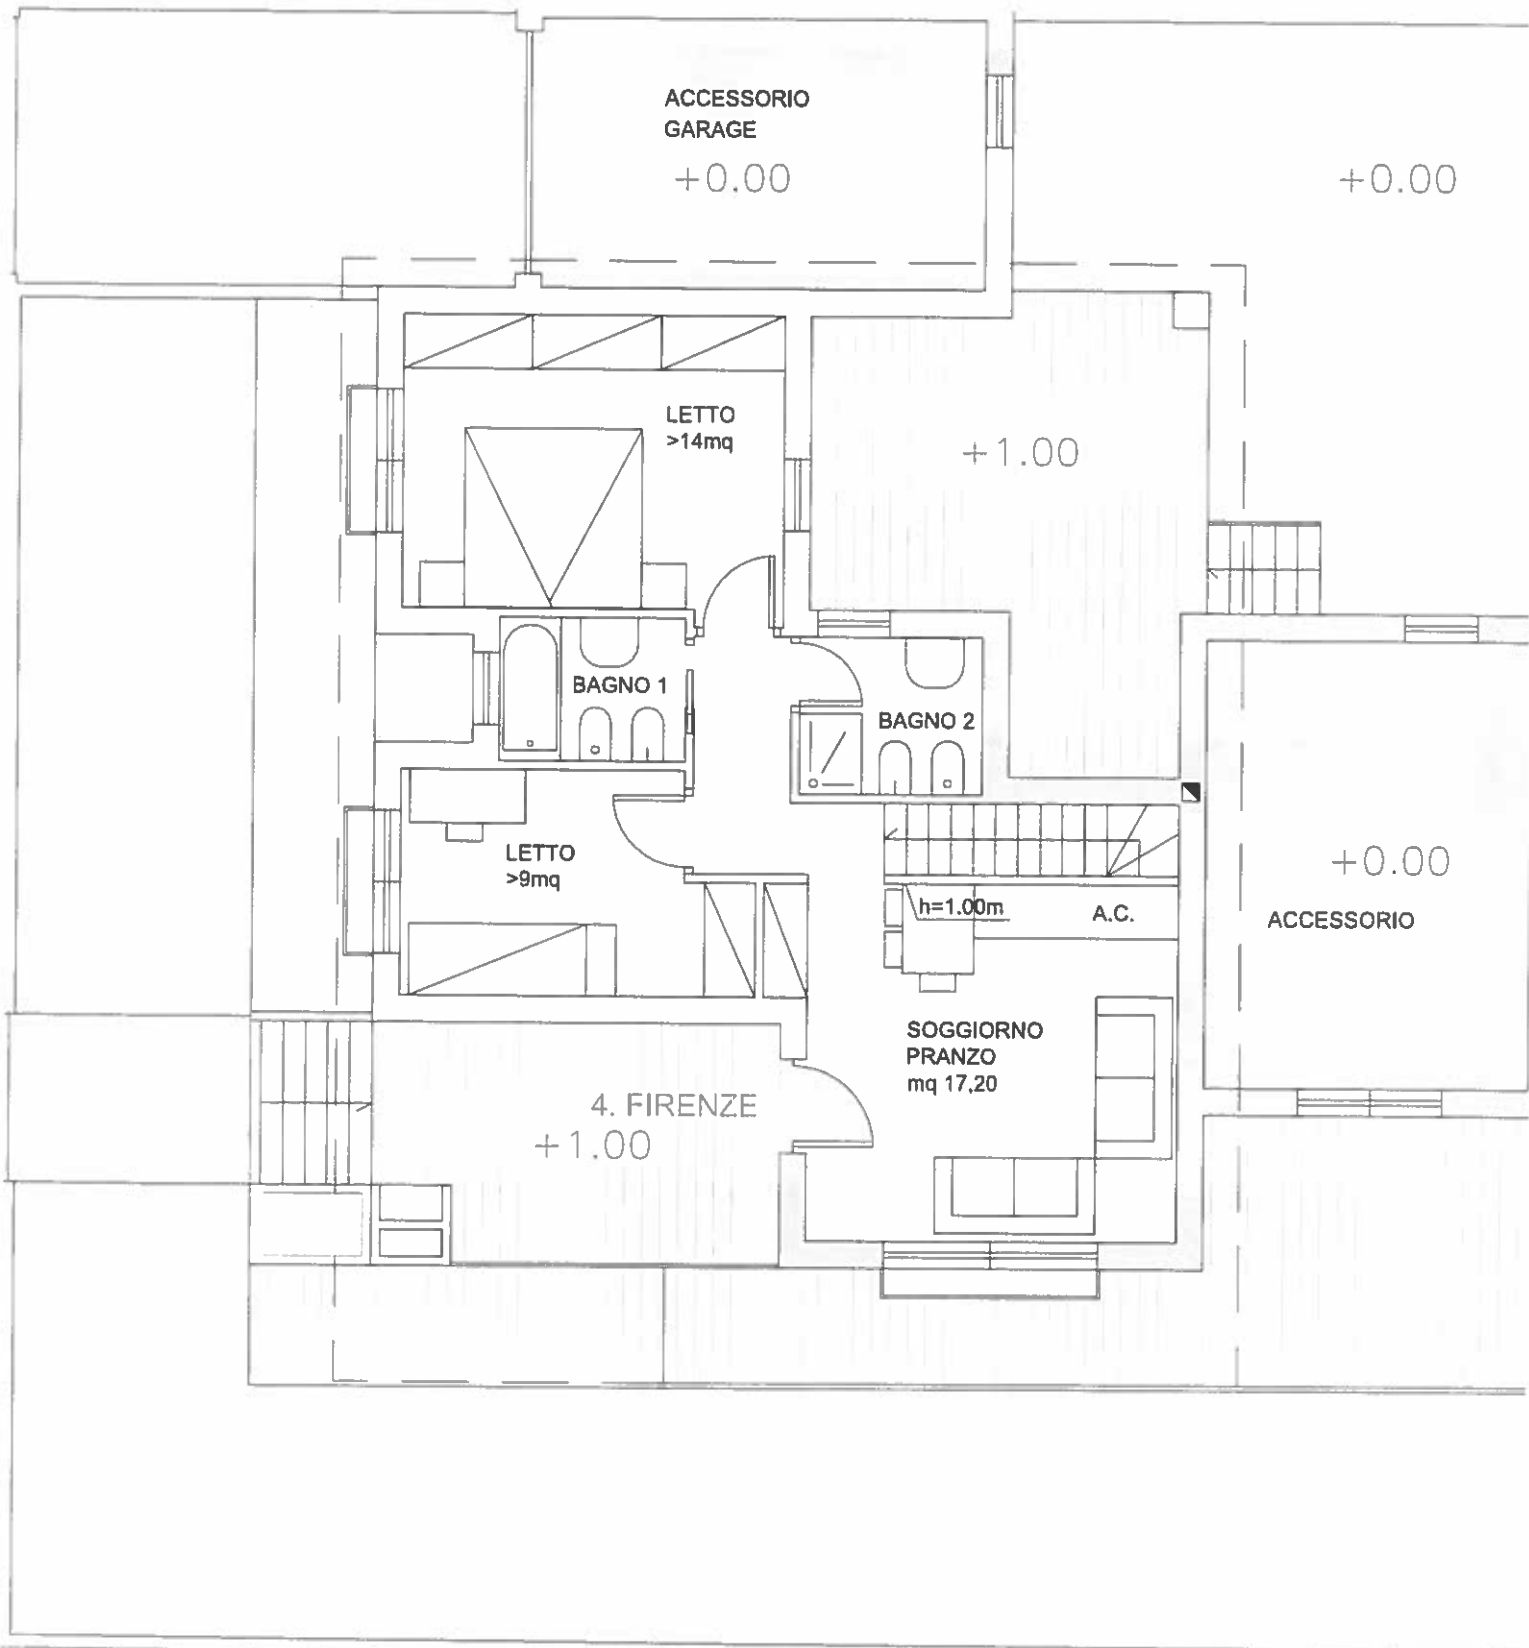 ACCESSORIO
GARAGE
+0.00
+0.00
LETTO
>14mq
+1.00
BAGNO 1
BAGNO 2
LETTO
>9mq
+0.00
ACCESSORIO
h=1.00m
A.C.
SOGGIORNO
PRANZO
mq 17,20
4. FIRENZE
+1.00